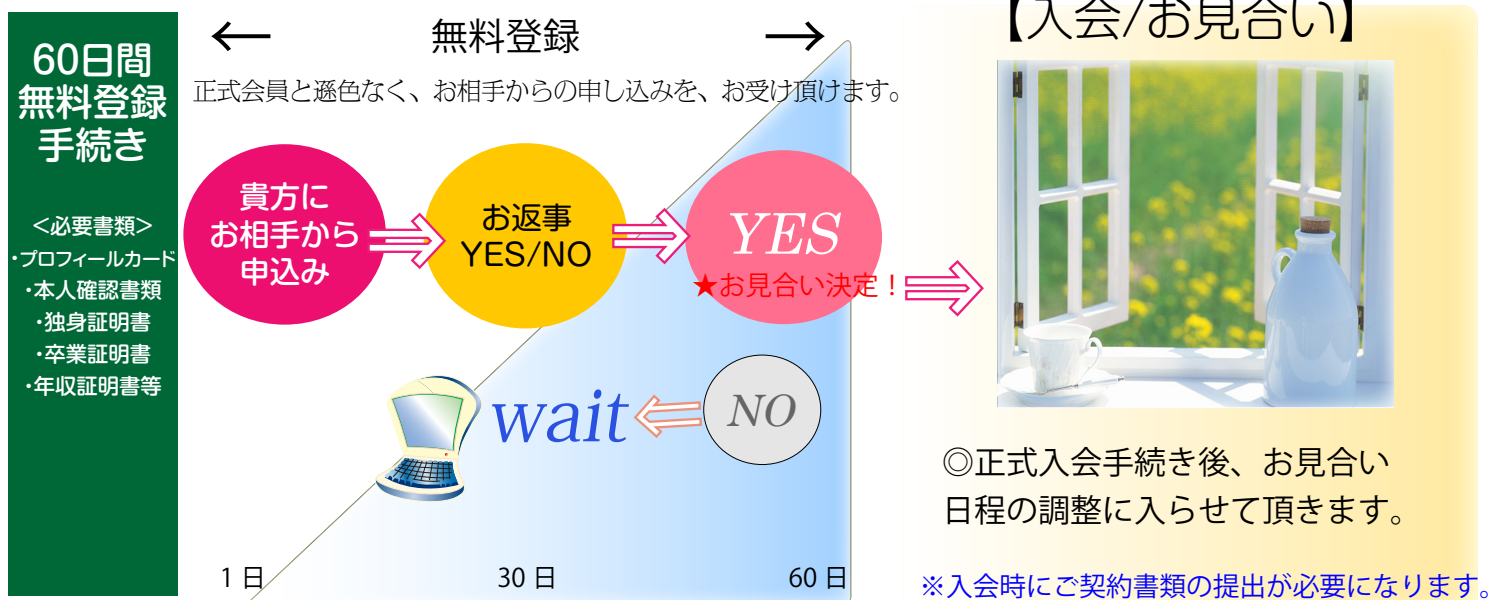 60日間
無料登録
手続き
＜必要書類＞
・プロフィールカード
・本人確認書類
・独身証明書
・卒業証明書
・年収証明書等
← 無料登録 →
正式会員と遜色なく、お相手からの申し込みを、お受け頂けます。
貴方に
お相手から
申込み
お返事
YES/NO
YES
★お見合い決定！
NO
wait
1日 30日 60日
【入会/お見合い】
◎正式入会手続き後、お見合い
日程の調整に入らせて頂きます。
※入会時にご契約書類の提出が必要になります。